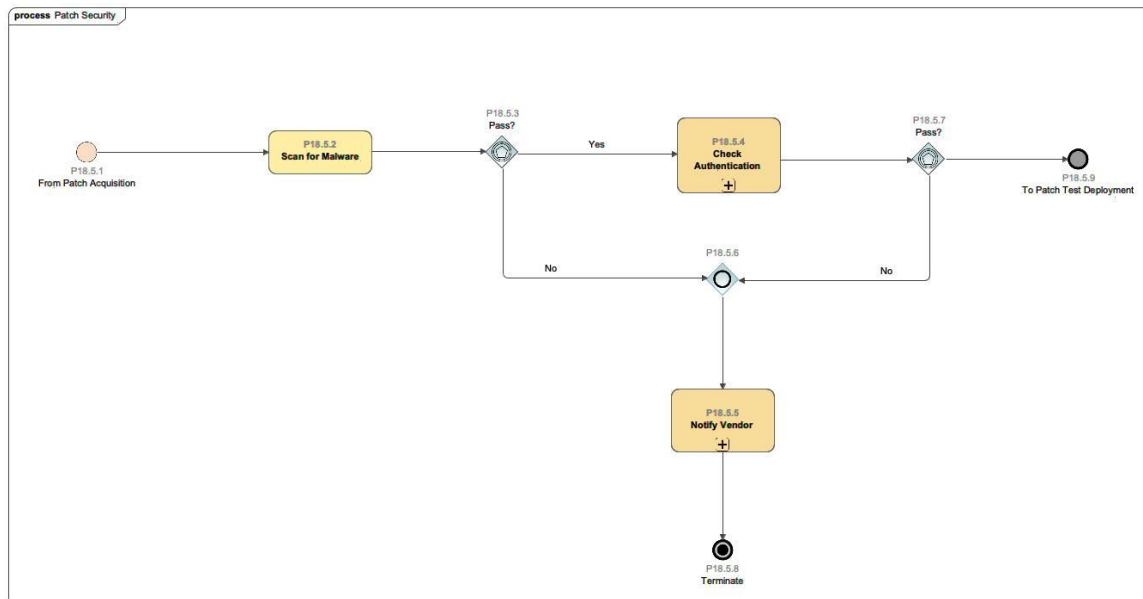 process Patch Security
P18.5.1
From Patch Acquisition
P18.5.2
Scan for Malware
P18.5.3
Pass?
Yes
No
P18.5.4
Check
Authentication
P18.5.7
Pass?
P18.5.9
To Patch Test Deployment
No
P18.5.6
P18.5.5
Notify Vendor
P18.5.8
Terminate